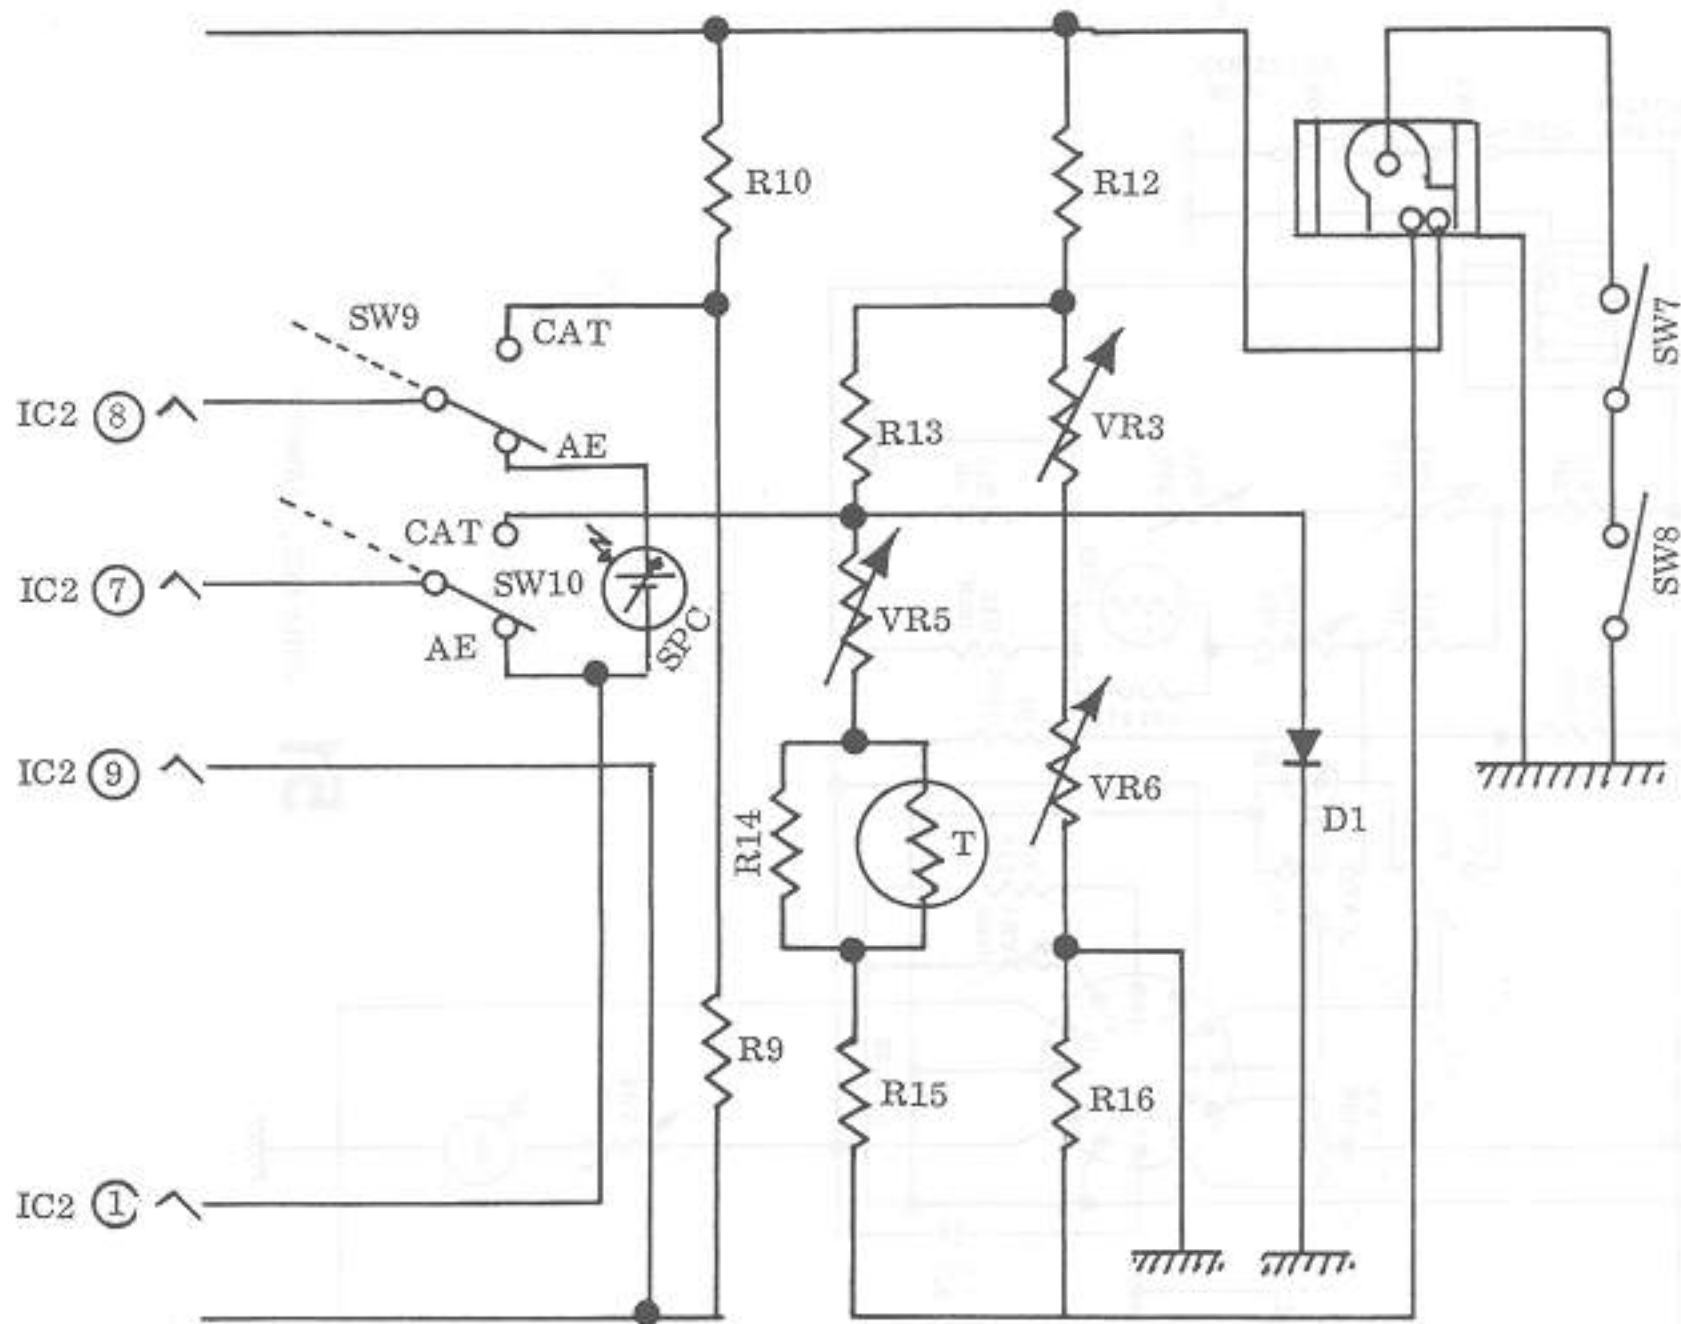 R10
R12
SW9
CAT
SW7
IC2 8
AE
R13
VR3
CAT
SW8
IC2 7
SW10
SPC
VR5
AE
IC2 9
R14
T
VR6
D1
R9
R15
R16
IC2 1